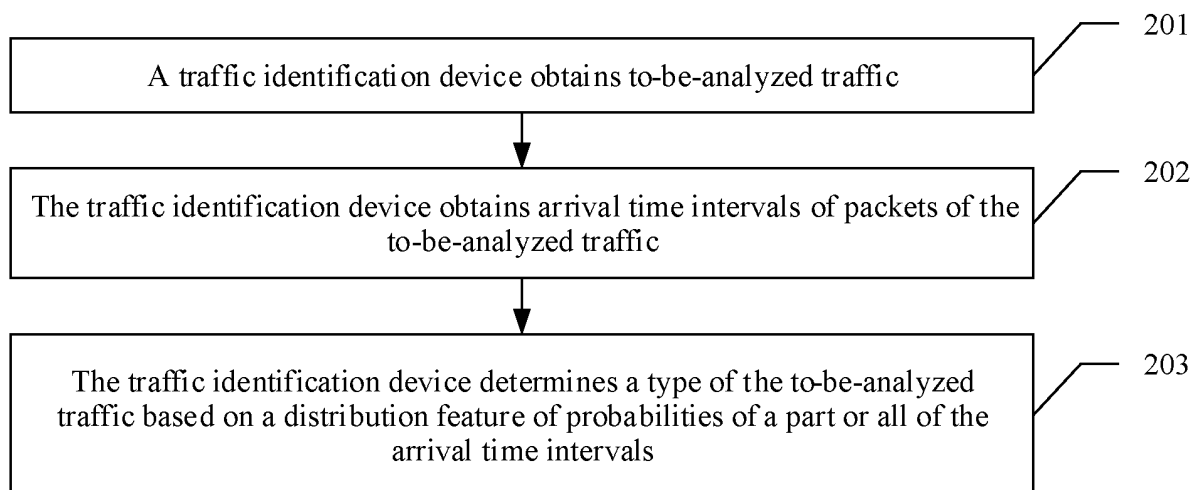 201
A traffic identification device obtains to-be-analyzed traffic
202
The traffic identification device obtains arrival time intervals of packets of the
to-be-analyzed traffic
203
The traffic identification device determines a type of the to-be-analyzed
traffic based on a distribution feature of probabilities of a part or all of the
arrival time intervals